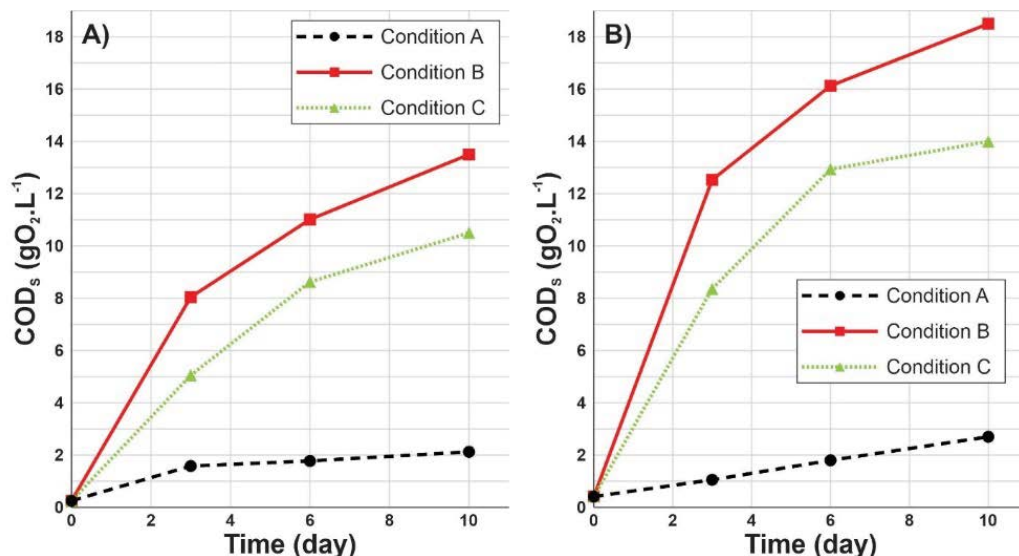 A)
Condition A
Condition B
Condition C
18
16
14
12
10
8
6
4
2
0
CODₛ (gO₂.L⁻¹)
0 2 4 6 8 10
Time (day)
B)
Condition A
Condition B
Condition C
18
16
14
12
10
8
6
4
2
0
CODₛ (gO₂.L⁻¹)
0 2 4 6 8 10
Time (day)